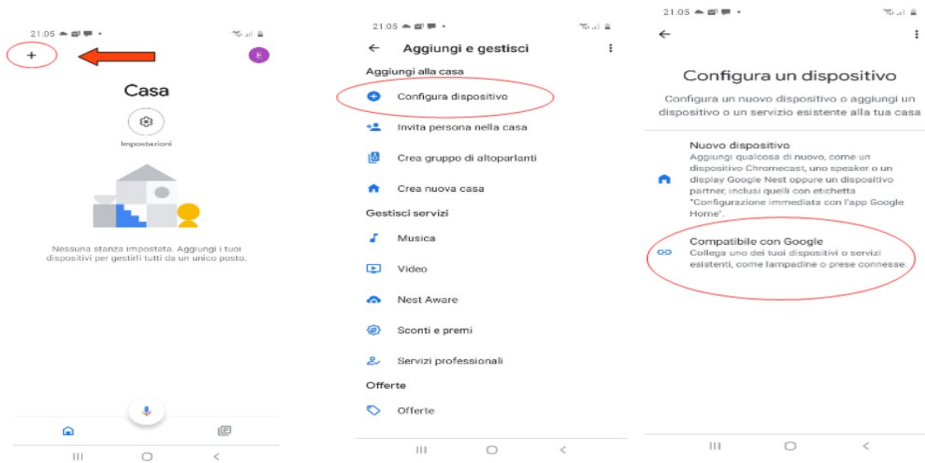 21:05
+
E
Casa
Impostazioni
Nessuna stanza impostata. Aggiungi i tuoi
dispositivi per gestirli tutti da un unico posto.
21:05
Aggiungi e gestisci
Aggiungi alla casa
Configura dispositivo
Invita persona nella casa
Crea gruppo di altoparlanti
Crea nuova casa
Gestisci servizi
Musica
Video
Nest Aware
Sconti e premi
Servizi professionali
Offerte
Offerte
21:05
Configura un dispositivo
Configura un nuovo dispositivo o aggiungi un
dispositivo o un servizio esistente alla tua casa
Nuovo dispositivo
Aggiungi qualcosa di nuovo, come un
dispositivo Chromecast, uno speaker o un
display Google Nest oppure un dispositivo
partner, inclusi quelli con etichetta
"Configurazione immediata con l'app Google
Home".
Compatibile con Google
Collega uno dei tuoi dispositivi o servizi
esistenti, come lampadine o prese connesse.